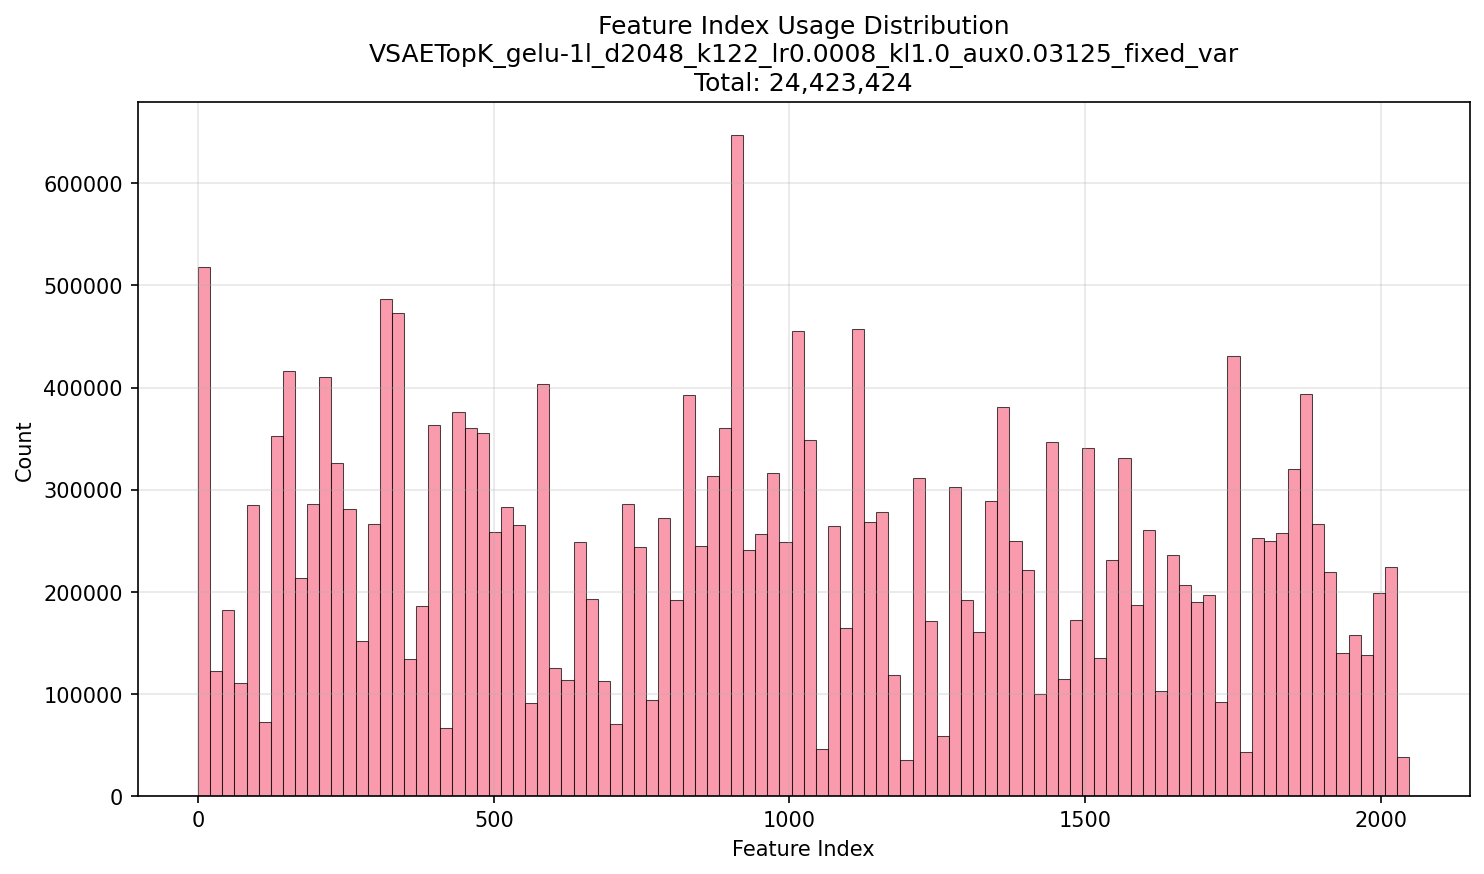 Feature Index Usage Distribution
VSAETopK_gelu-1l_d2048_k122_lr0.0008_kl1.0_aux0.03125_fixed_var
Total: 24,423,424
600000
500000
400000
300000
200000
100000
0
Count
0 500 1000 1500 2000
Feature Index